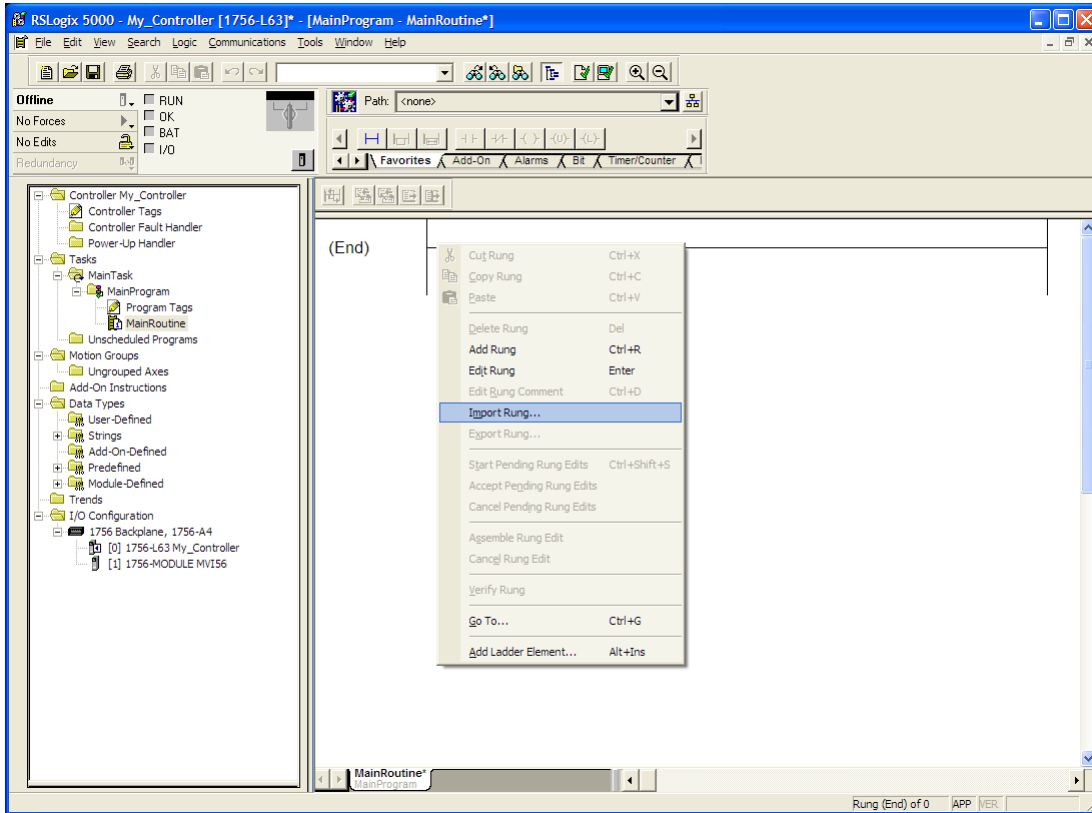 RSLogix 5000 - My_Controller [1756-L63]* - [MainProgram - MainRoutine*]
File Edit View Search Logic Communications Tools Window Help
Offline
RUN
No Forces
OK
No Edits
BAT
I/O
Redundancy
Path: <none>
Favorites Add-On Alarms Bit Timer/Counter
Controller My_Controller
Controller Tags
Controller Fault Handler
Power-Up Handler
Tasks
MainTask
MainProgram
Program Tags
MainRoutine
Unscheduled Programs
Motion Groups
Ungrouped Axes
Add-On Instructions
Data Types
User-Defined
Strings
Add-On-Defined
Predefined
Module-Defined
Trends
I/O Configuration
1756 Backplane, 1756-A4
[0] 1756-L63 My_Controller
[1] 1756-MODULE MVI56
(End)
Cut Rung Ctrl+X
Copy Rung Ctrl+C
Paste Ctrl+V
Delete Rung Del
Add Rung Ctrl+R
Edit Rung Enter
Edit Rung Comment Ctrl+D
Import Rung...
Export Rung...
Start Pending Rung Edits Ctrl+Shift+S
Accept Pending Rung Edits
Cancel Pending Rung Edits
Assemble Rung Edit
Cancel Rung Edit
Verify Rung
Go To... Ctrl+G
Add Ladder Element... Alt+Ins
MainRoutine*
MainProgram
Rung (End) of 0 APP VER